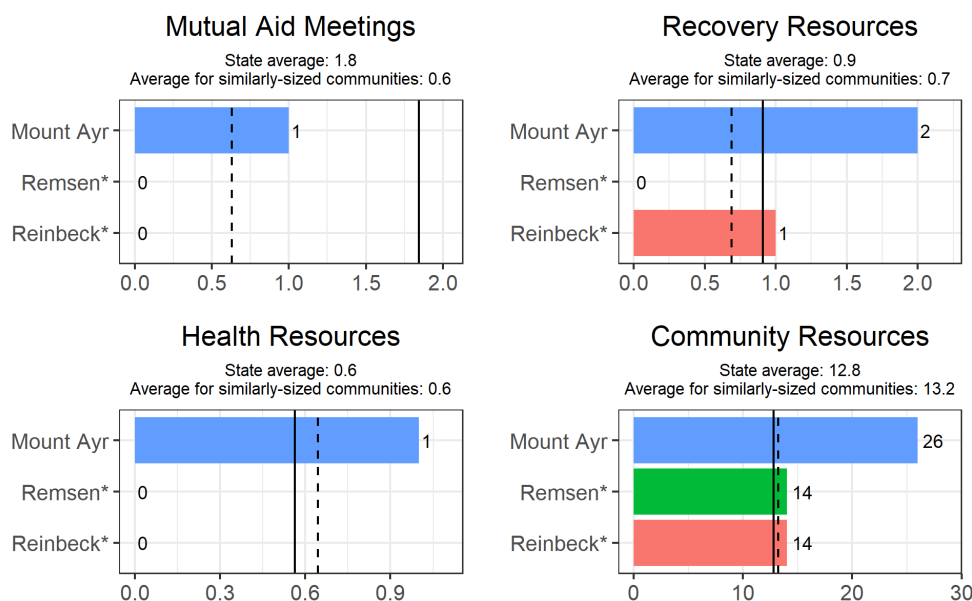 Mutual Aid Meetings
State average: 1.8
Average for similarly-sized communities: 0.6
Mount Ayr
1
Remsen*
0
Reinbeck*
0
0.0 0.5 1.0 1.5 2.0
Recovery Resources
State average: 0.9
Average for similarly-sized communities: 0.7
Mount Ayr
2
Remsen*
0
Reinbeck*
1
0.0 0.5 1.0 1.5 2.0
Health Resources
State average: 0.6
Average for similarly-sized communities: 0.6
Mount Ayr
1
Remsen*
0
Reinbeck*
0
0.0 0.3 0.6 0.9
Community Resources
State average: 12.8
Average for similarly-sized communities: 13.2
Mount Ayr
26
Remsen*
14
Reinbeck*
14
0 10 20 30